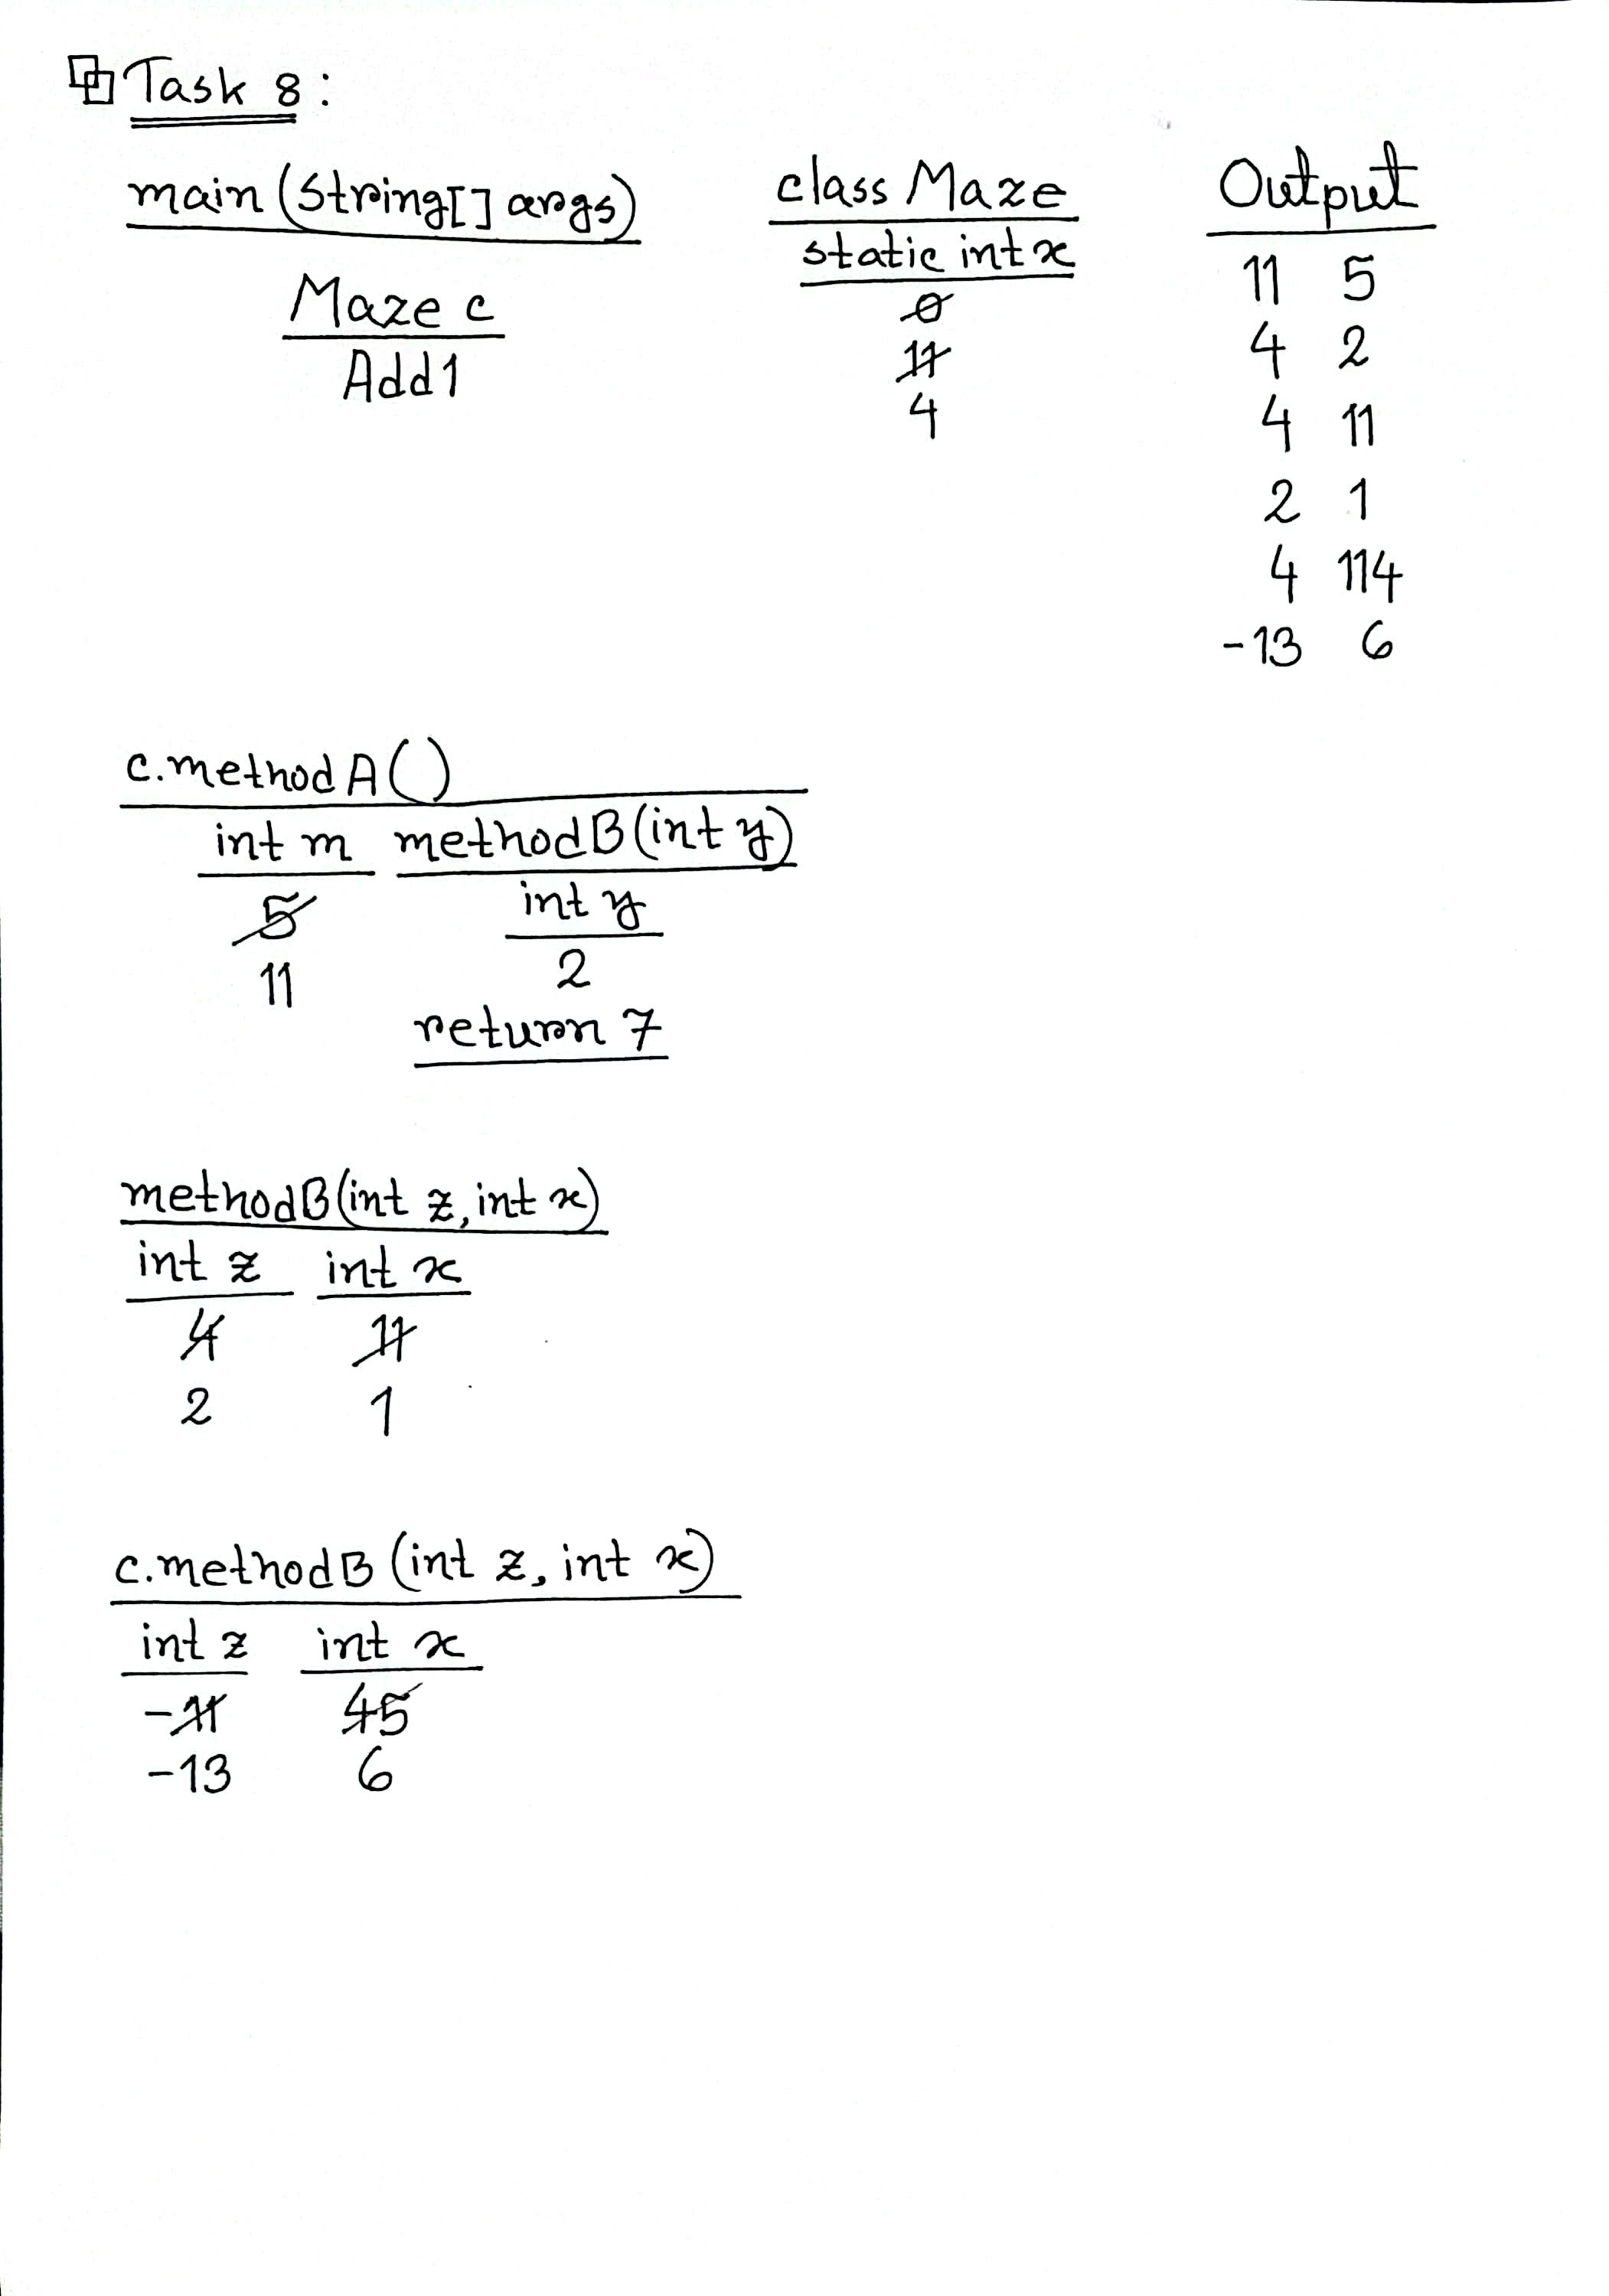 Task 8:
main (String[] args)
Maze c
Add1
class Maze
static int x
0
11
4
Output
11 5
4 2
4 11
2 1
4 114
-13 6
c.methodA()
int m methodB(int y)
5 int y
11 2
return 7
methodB(int z, int x)
int z int x
4 11
2 1
c.methodB (int z, int x)
int z int x
-11 45
-13 6